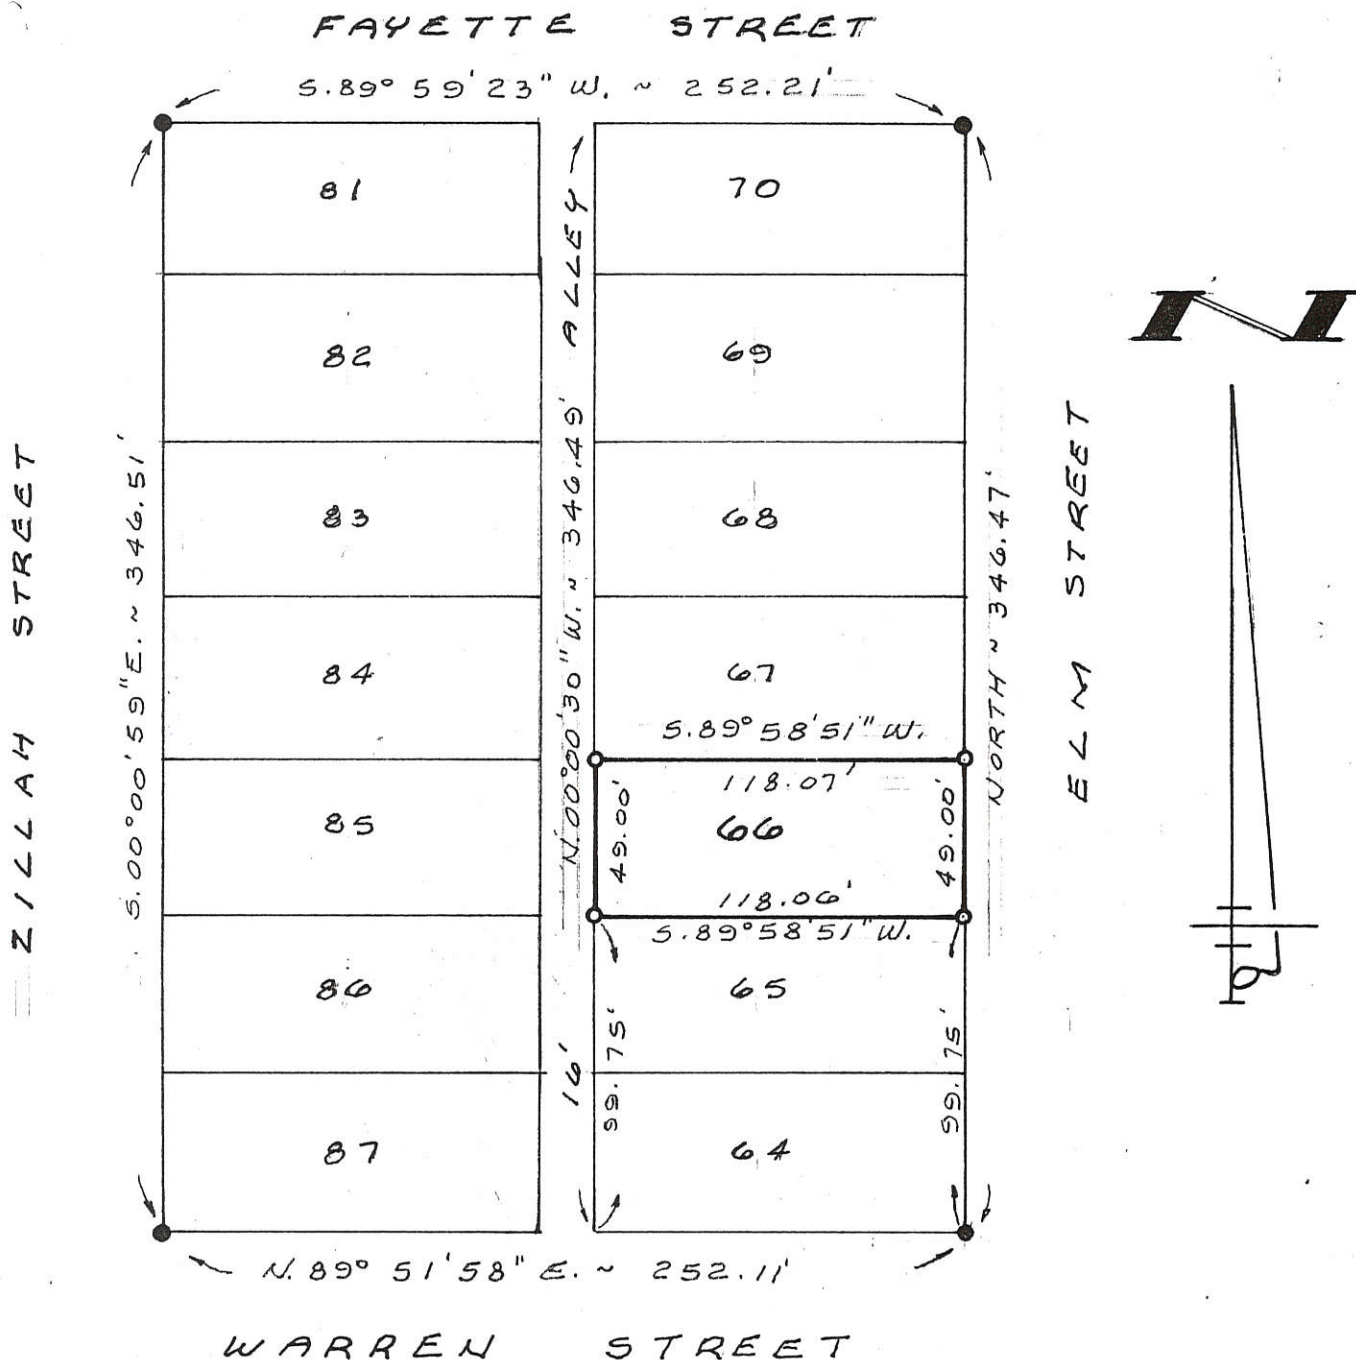 FAYETTE STREET
S.89° 59' 23" W. ~ 252.21'
81
70
82
69
83
68
84
67
85
66
86
65
87
64
ZILLAH STREET
S.00°00'59"E. ~ 346.51'
N.00°00'30"W. ~ 346.49'
ALLEY
16'
NORTH ~ 346.47'
ELM STREET
N
S.89°58'51" W.
118.07'
49.00'
49.00'
118.06'
S.89°58'51" W.
99.75'
99.75'
N.89° 51' 58" E. ~ 252.11'
WARREN STREET